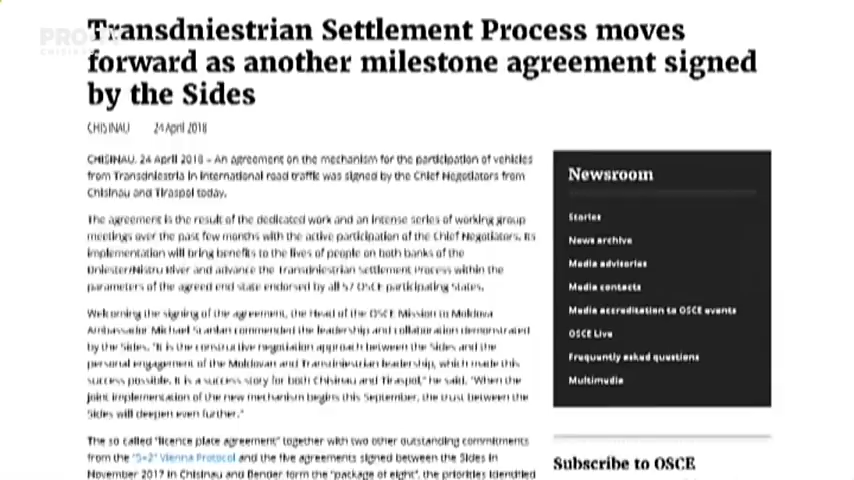 PRO TV
CHISINAU
Transdniestrian Settlement Process moves
forward as another milestone agreement signed
by the Sides
CHISINAU 24 April 2018
CHISINAU, 24 April 2018 – An agreement on the mechanism for the participation of vehicles
from Transdniestria in international road traffic was signed by the Chief Negotiators from
Chisinau and Tiraspol today.
The agreement is the result of the dedicated work and an intense series of working group
meetings over the past few months with the active participation of the Chief Negotiators. Its
implementation will bring benefits to the lives of people on both banks of the
Dniester/Nistru River and advance the Transdniestrian Settlement Process within the
parameters of the agreed end state endorsed by all 57 OSCE participating States.
Welcoming the signing of the agreement, the Head of the OSCE Mission to Moldova
Ambassador Michael Scanlan commended the leadership and collaboration demonstrated
by the Sides. "It is the constructive negotiation approach between the Sides and the
personal engagement of the Moldovan and Transdniestrian leadership, which made this
success possible. It is a success story for both Chisinau and Tiraspol," he said. "When the
joint implementation of the new mechanism begins this September, the trust between the
Sides will deepen even further."
The so called "licence plate agreement" together with two other outstanding commitments
from the "5+2" Vienna Protocol and the five agreements signed between the Sides in
November 2017 in Chisinau and Bender form the "package of eight", the priorities identified
Newsroom
Stories
News archive
Media advisories
Media contacts
Media accreditation to OSCE events
OSCE Live
Frequently asked questions
Multimedia
Subscribe to OSCE